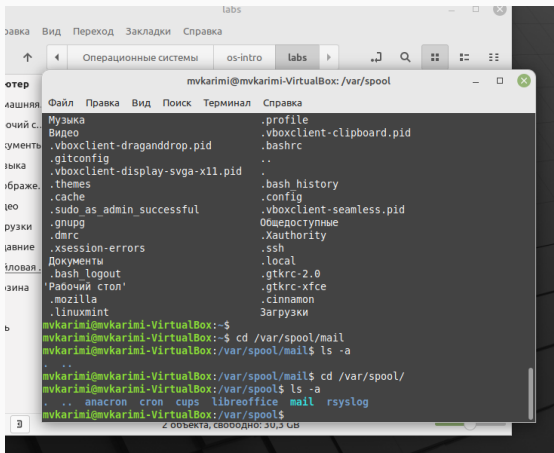 labs
равка Вид Переход Закладки Справка
Операционные системы os-intro labs
mvkarimi@mvkarimi-VirtualBox: /var/spool
Файл Правка Вид Поиск Терминал Справка
Музыка .profile
Видео .vboxclient-clipboard.pid
.vboxclient-draganddrop.pid .bashrc
.gitconfig ..
.vboxclient-display-svga-x11.pid .
.themes .bash_history
.cache .config
.sudo_as_admin_successful .vboxclient-seamless.pid
.gnupg Общедоступные
.dmrc .Xauthority
.xsession-errors .ssh
Документы .local
.bash_logout .gtkrc-2.0
'Рабочий стол' .gtkrc-xfce
.mozilla .cinnamon
.linuxmint Загрузки
mvkarimi@mvkarimi-VirtualBox:~$
mvkarimi@mvkarimi-VirtualBox:~$ cd /var/spool/mail
mvkarimi@mvkarimi-VirtualBox:/var/spool/mail$ ls -a
. ..
mvkarimi@mvkarimi-VirtualBox:/var/spool/mail$ cd /var/spool/
mvkarimi@mvkarimi-VirtualBox:/var/spool$ ls -a
. .. anacron cron cups libreoffice mail rsyslog
mvkarimi@mvkarimi-VirtualBox:/var/spool$
2 объекта, свободно: 30,3 GB